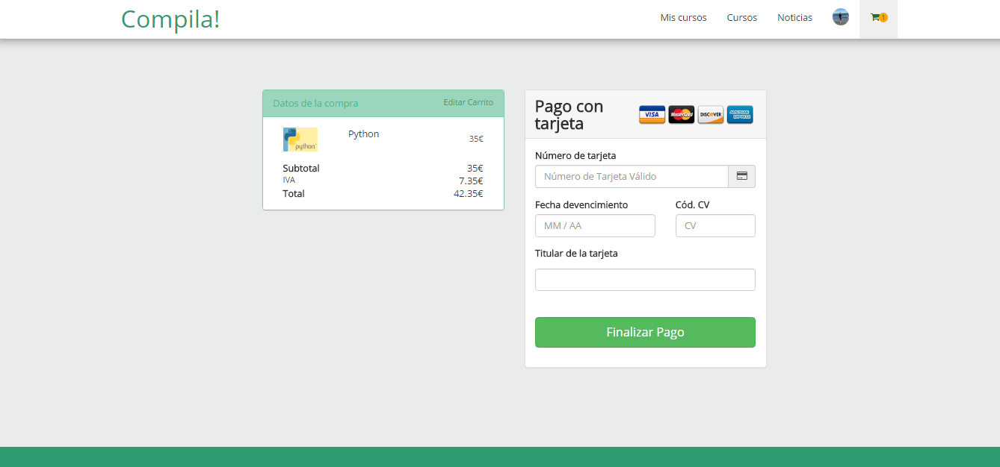 Compila!
Mis cursos
Cursos
Noticias
1
Datos de la compra
Editar Carrito
python
Python
35€
Subtotal
35€
IVA
7.35€
Total
42.35€
Pago con
tarjeta
VISA
MasterCard
DISCOVER
AMERICAN
EXPRESS
Número de tarjeta
Número de Tarjeta Válido
Fecha devencimiento
Cód. CV
MM / AA
CV
Titular de la tarjeta
Finalizar Pago